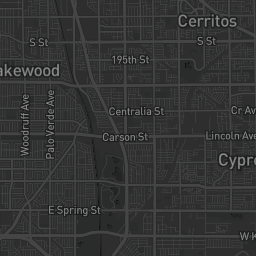 Cerritos
S St
S St
195th St
akewood
Woodruff Ave
Palo Verde Ave
Centralia St
Cr Av
Carson St
Lincoln Ave
Cypre
E Spring St
W K